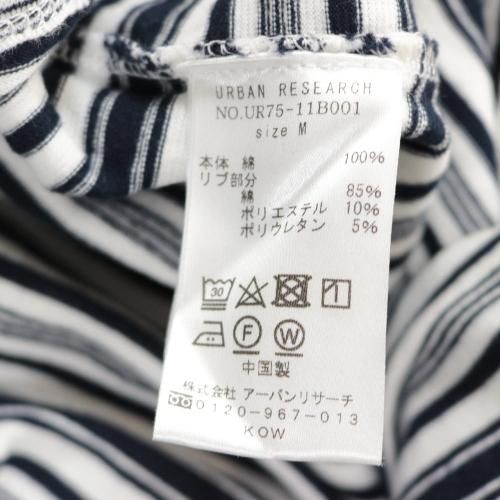 URBAN RESEARCH
NO.UR75-11B001
size M
本体 綿 100%
リブ部分
綿 85%
ポリエステル 10%
ポリウレタン 5%
30
F W
中国製
株式会社 アーバンリサーチ
0120-967-013
KOW